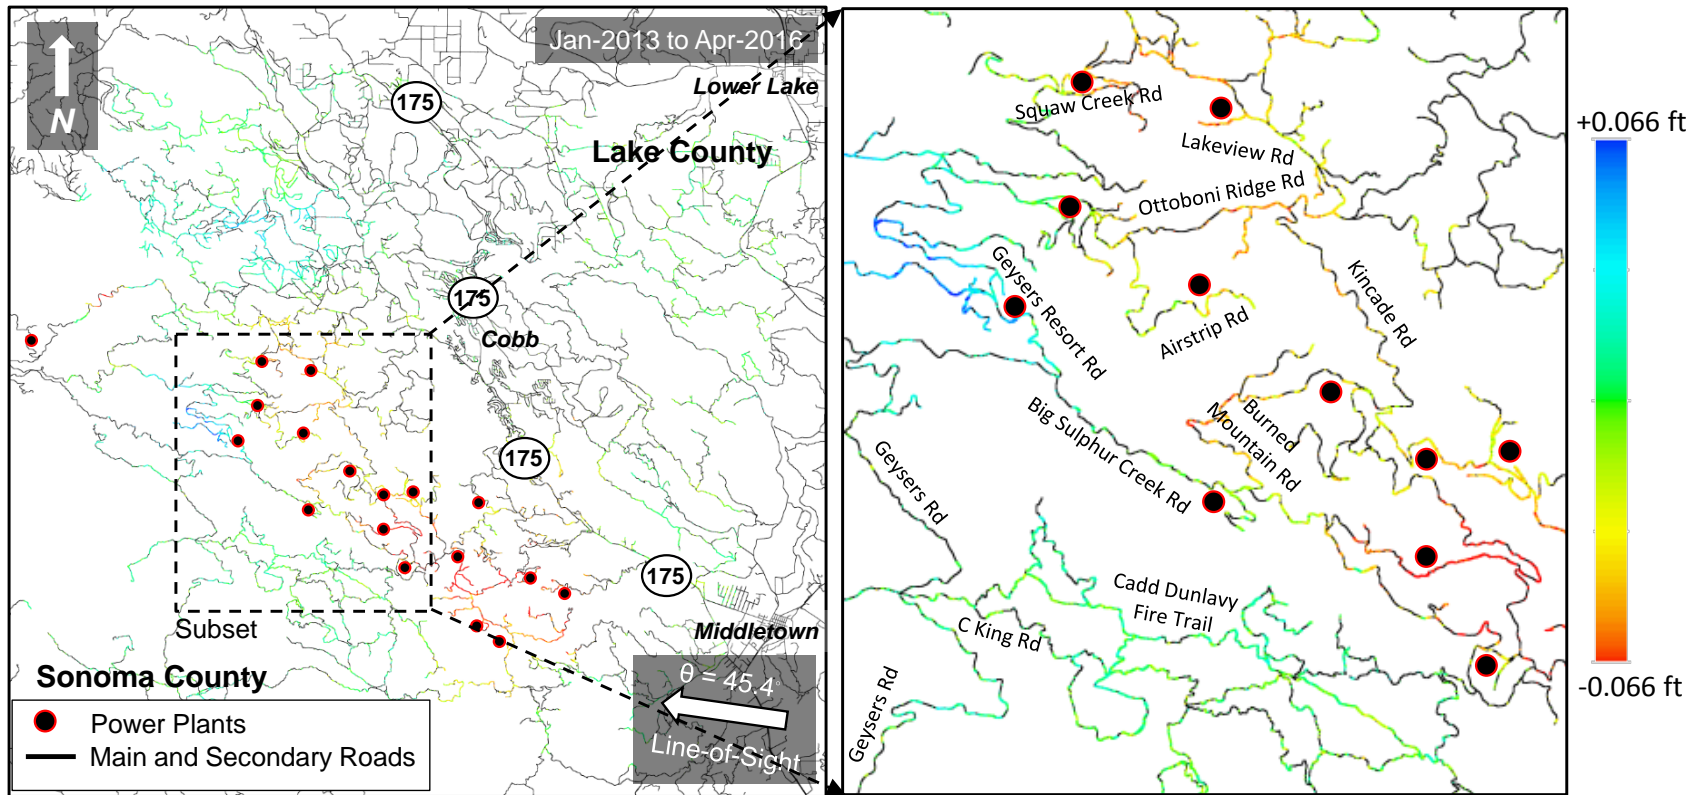 N
Jan-2013 to Apr-2016
Lower Lake
175
Lake County
175
Cobb
175
175
Subset
Middletown
Sonoma County
θ = 45.4
Line-of-Sight
Power Plants
Main and Secondary Roads
Squaw Creek Rd
Lakeview Rd
Ottoboni Ridge Rd
Geysers Resort Rd
Kincade Rd
Airstrip Rd
Burned
Mountain Rd
Big Sulphur Creek Rd
Geysers Rd
Cadd Dunlavy
Fire Trail
C King Rd
Geysers Rd
+0.066 ft
-0.066 ft